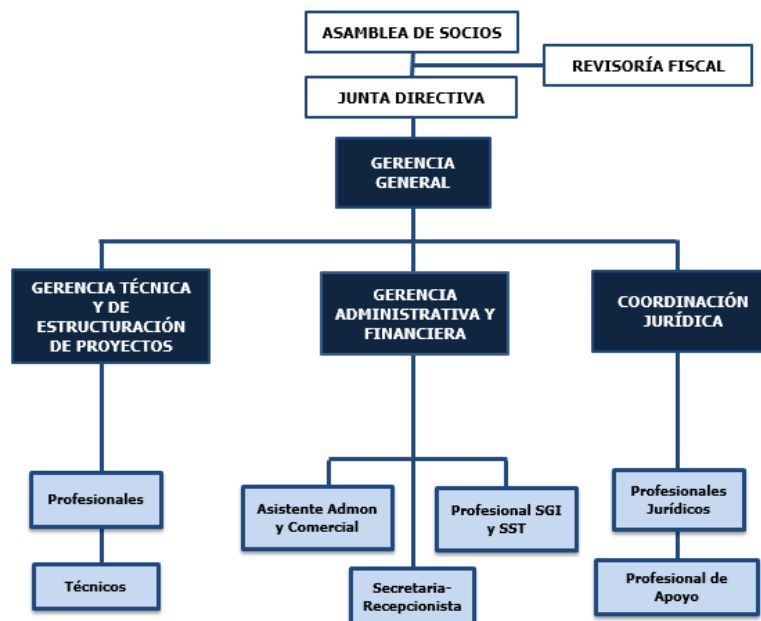 ASAMBLEA DE SOCIOS
REVISORÍA FISCAL
JUNTA DIRECTIVA
GERENCIA
GENERAL
GERENCIA TÉCNICA
Y DE
ESTRUCTURACIÓN
DE PROYECTOS
GERENCIA
ADMINISTRATIVA Y
FINANCIERA
COORDINACIÓN
JURÍDICA
Profesionales
Técnicos
Asistente Admon
y Comercial
Profesional SGI
y SST
Secretaria-
Recepcionista
Profesionales
Jurídicos
Profesional de
Apoyo